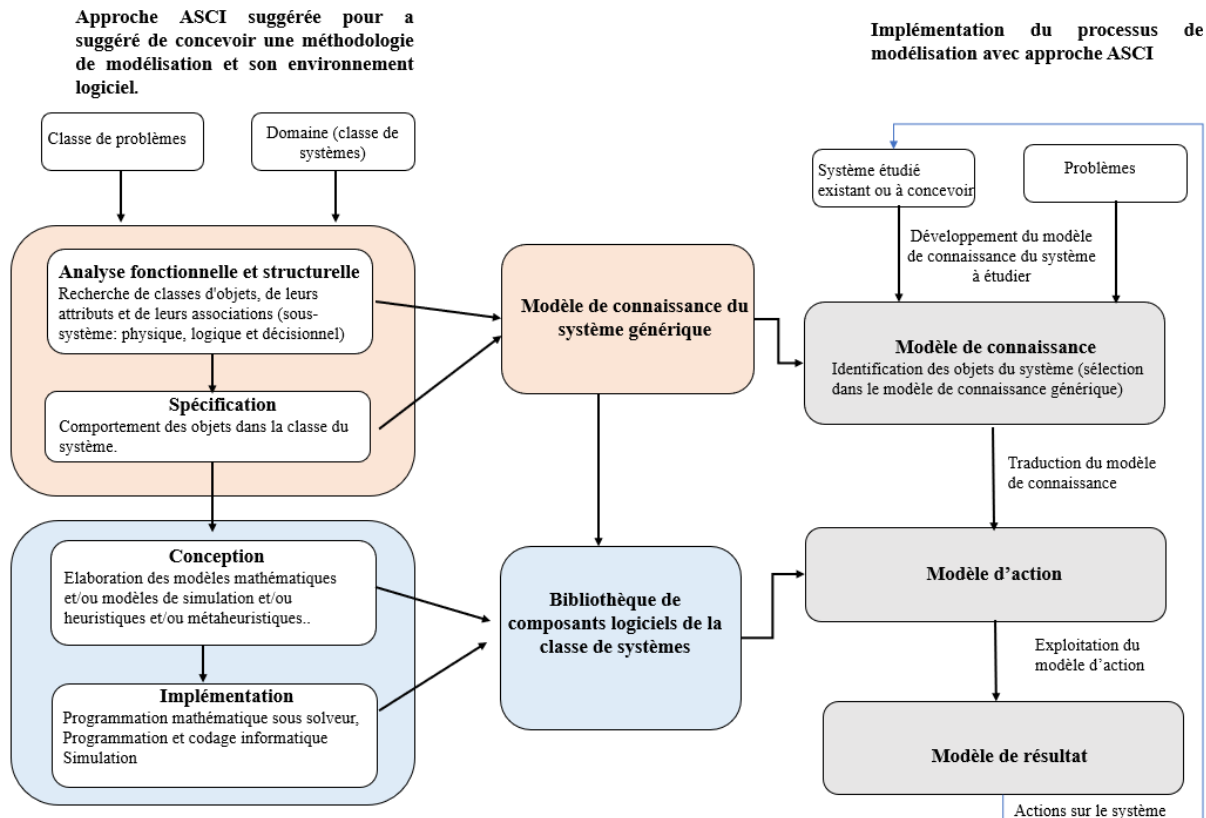 Approche ASCI suggérée pour a
suggéré de concevoir une méthodologie
de modélisation et son environnement
logiciel.
Implémentation du processus de
modélisation avec approche ASCI
Classe de problèmes
Domaine (classe de
systèmes)
Système étudié
existant ou à concevoir
Problèmes
Développement du modèle
de connaissance du système
à étudier
Analyse fonctionnelle et structurelle
Recherche de classes d'objets, de leurs
attributs et de leurs associations (sous-
système: physique, logique et décisionnel)
Spécification
Comportement des objets dans la classe du
système.
Modèle de connaissance du
système générique
Modèle de connaissance
Identification des objets du système (sélection
dans le modèle de connaissance générique)
Traduction du modèle
de connaissance
Conception
Elaboration des modèles mathématiques
et/ou modèles de simulation et/ou
heuristiques et/ou métaheuristiques..
Implémentation
Programmation mathématique sous solveur,
Programmation et codage informatique
Simulation
Bibliothèque de
composants logiciels de la
classe de systèmes
Modèle d’action
Exploitation du
modèle d’action
Modèle de résultat
Actions sur le système